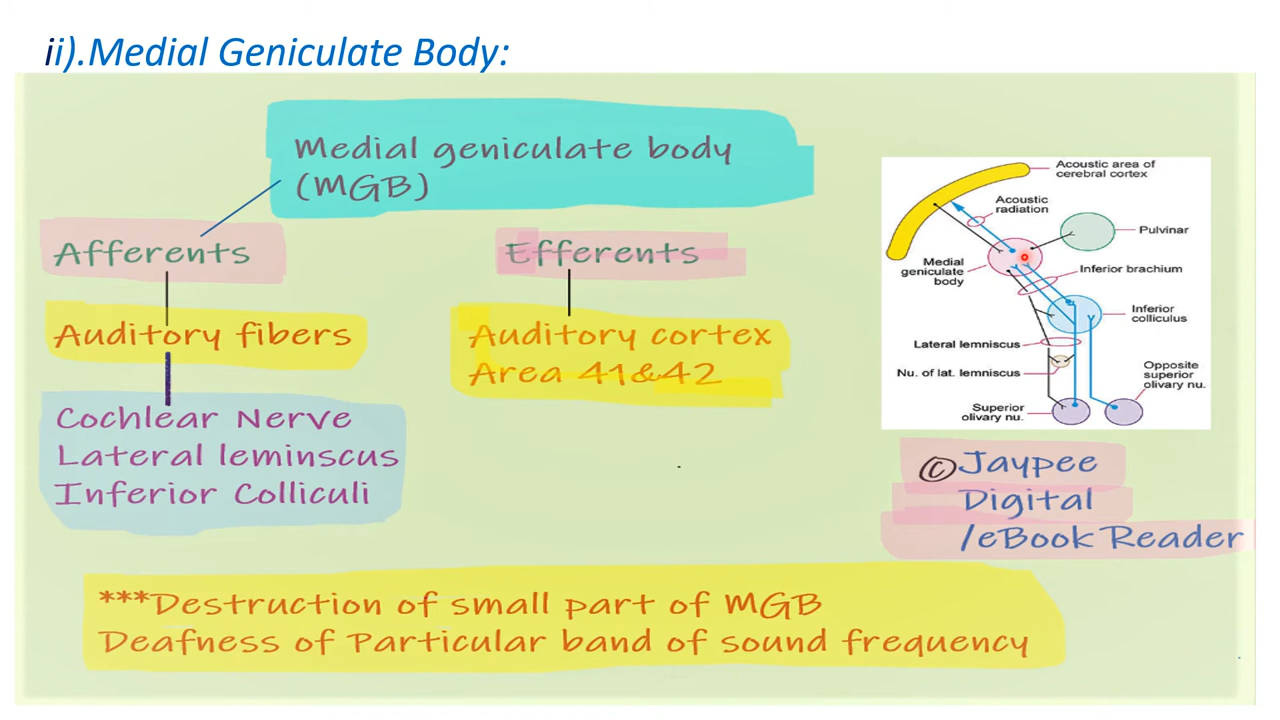 ii).Medial Geniculate Body:
Medial geniculate body
(MGB)
Afferents
Auditory fibers
Cochlear Nerve
Lateral leminscus
Inferior Colliculi
Efferents
Auditory cortex
Area 41&42
Acoustic area of
cerebral cortex
Acoustic
radiation
Pulvinar
Medial
geniculate
body
Inferior brachium
Inferior
colliculus
Lateral lemniscus
Nu. of lat. lemniscus
Opposite
superior
olivary nu.
Superior
olivary nu.
©Jaypee
Digital
/eBook Reader
***Destruction of small part of MGB
Deafness of Particular band of sound frequency